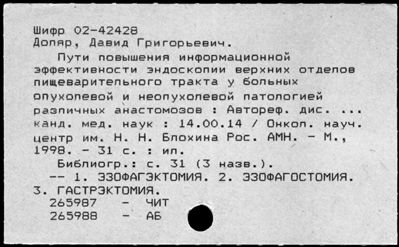 Шифр 02-42428
Доляр, Давид Григорьевич.
Пути повышения информационной
эффективности эндоскопии верхних отделов
пищеварительного тракта у больных
опухолевой и неопухолевой патологией
различных анастомозов : Автореф. дис. ...
канд. мед. наук : 14.00.14 / Онкол. науч.
центр им. Н. Н. Блохина Рос. АМН. - М.,
1998. - 31 с. : ил.
Библиогр.: с. 31 (3 назв.).
-- 1. ЭЗОФАГЭКТОМИЯ. 2. ЭЗОФАГОСТОМИЯ.
3. ГАСТРЭКТОМИЯ.
265987 - ЧИТ
265988 - АБ